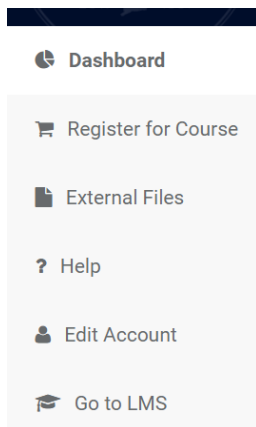 Dashboard
Register for Course
External Files
? Help
Edit Account
Go to LMS